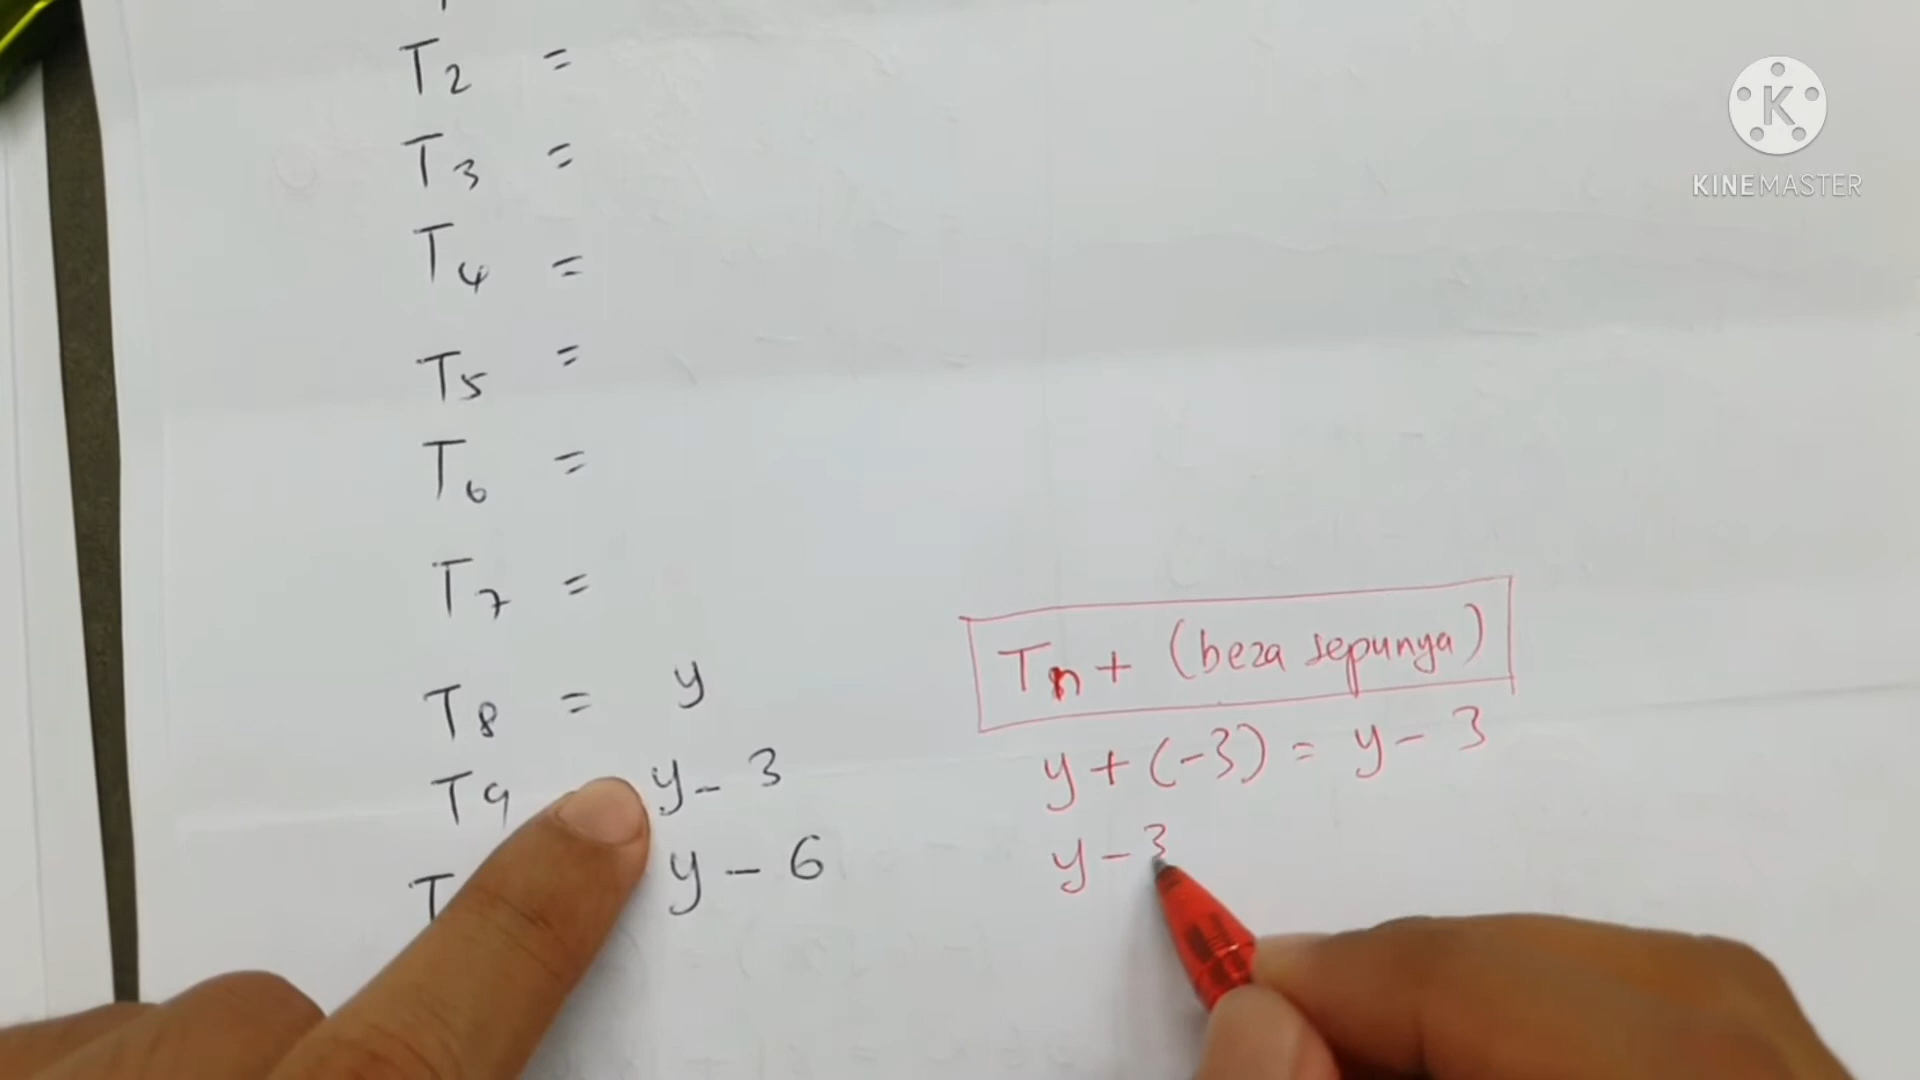 T2 =
T3 =
T4 =
T5 =
T6 =
T7 =
T8 = y
T9 y - 3
T y - 6
Tn + (beza sepunya)
y + (-3) = y - 3
y - 3
K
KINEMASTER